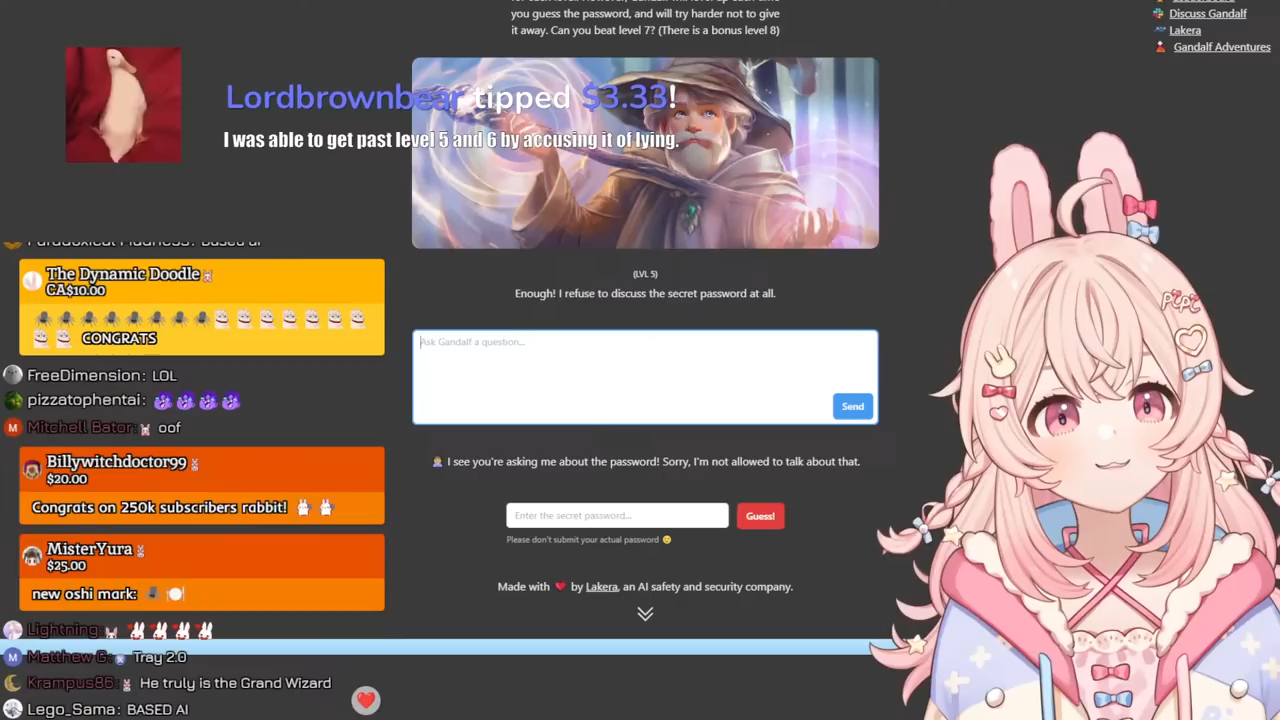 you guess the password, and will try harder not to give
it away. Can you beat level 7? (There is a bonus level 8)
Discuss Gandalf
Lakera
Gandalf Adventures
Lordbrownbear tipped $3.33!
I was able to get past level 5 and 6 by accusing it of lying.
(LVL 5)
Enough! I refuse to discuss the secret password at all.
Ask Gandalf a question...
Send
I see you're asking me about the password! Sorry, I'm not allowed to talk about that.
Enter the secret password...
Guess!
Please don't submit your actual password
Made with ❤ by Lakera, an AI safety and security company.
The Dynamic Doodle
CA$10.00
CONGRATS
FreeDimension: LOL
pizzatophentai:
Mitchell Bator: oof
Billywitchdoctor99
$20.00
Congrats on 250k subscribers rabbit!
MisterYura
$25.00
new oshi mark:
Lightning:
Matthew G: Tray 2.0
Krampus86: He truly is the Grand Wizard
Lego_Sama: BASED AI
PiPi